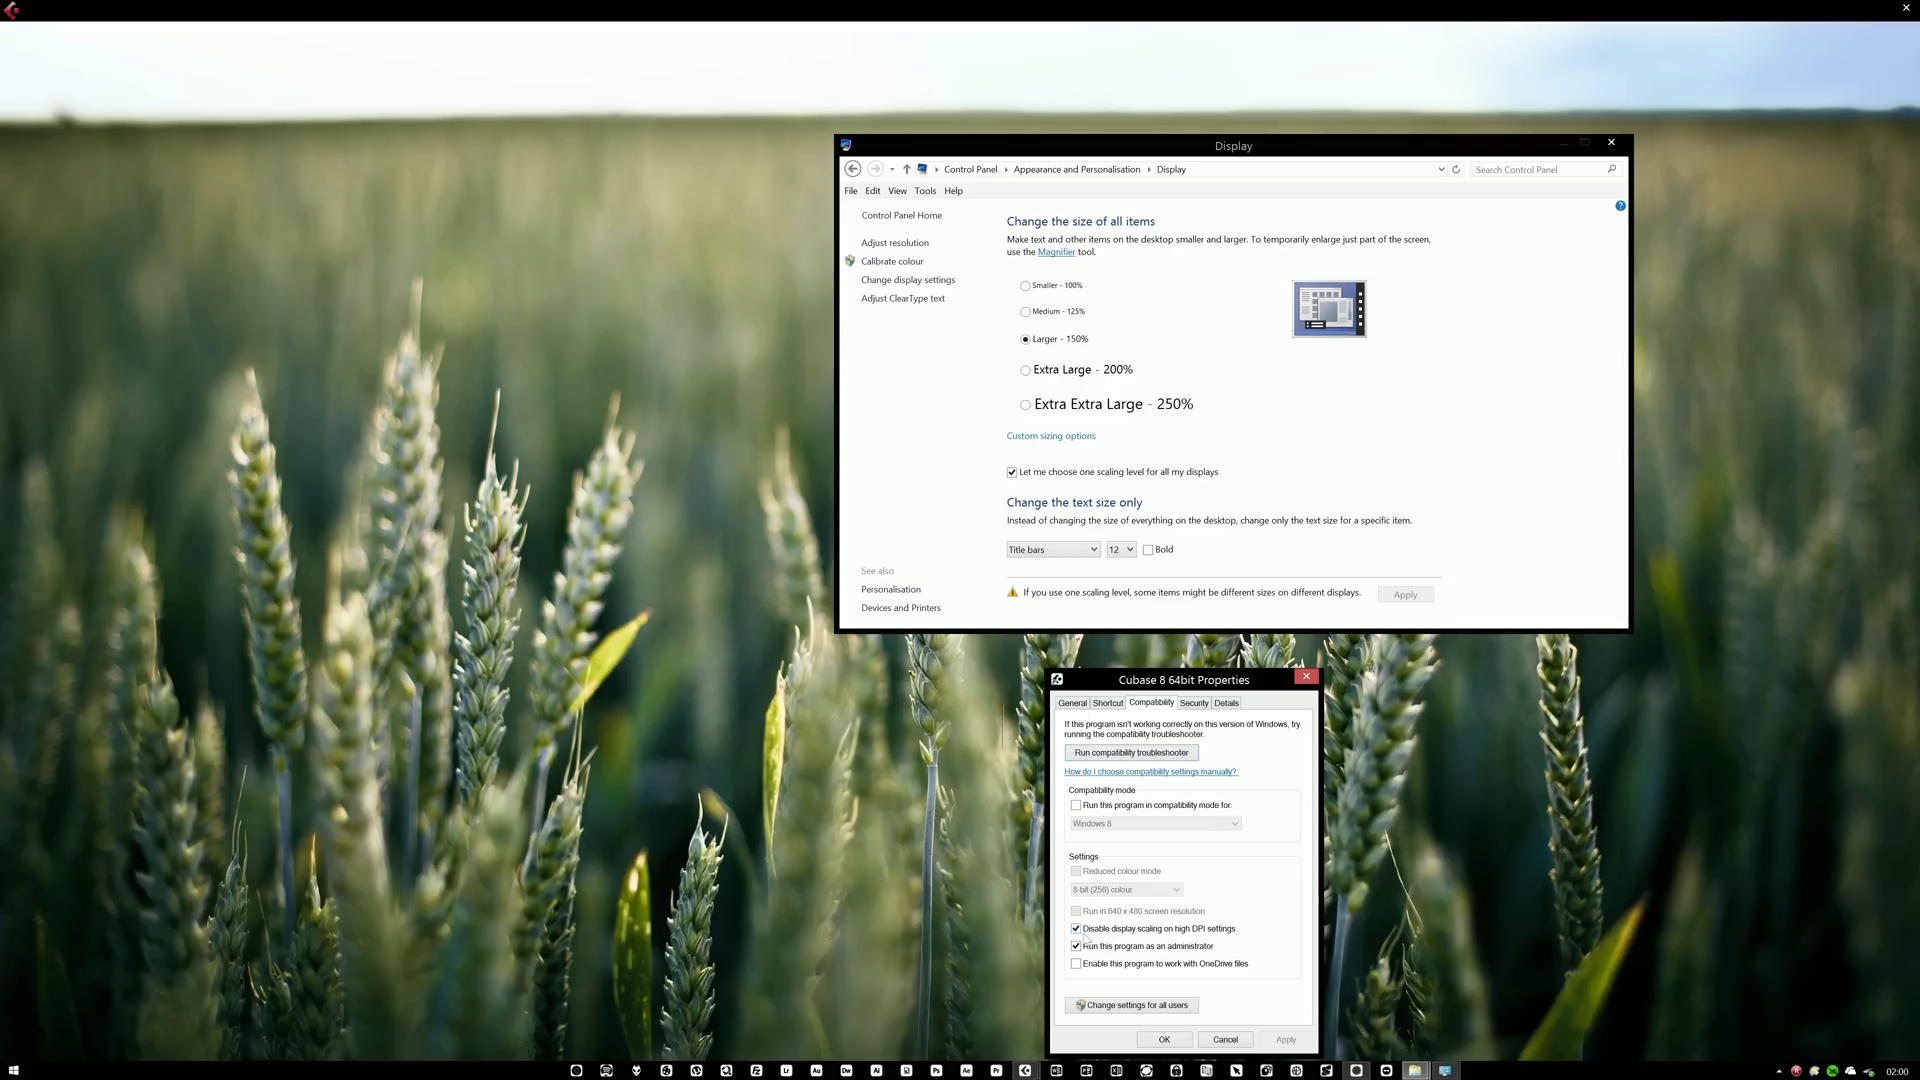 Display
Control Panel
Appearance and Personalisation
Display
Search Control Panel
File
Edit
View
Tools
Help
Control Panel Home
Adjust resolution
Calibrate colour
Change display settings
Adjust ClearType text
See also
Personalisation
Devices and Printers
Change the size of all items
Make text and other items on the desktop smaller and larger. To temporarily enlarge just part of the screen,
use the Magnifier tool.
Smaller - 100%
Medium - 125%
Larger - 150%
Extra Large - 200%
Extra Extra Large - 250%
Custom sizing options
Let me choose one scaling level for all my displays
Change the text size only
Instead of changing the size of everything on the desktop, change only the text size for a specific item.
Title bars
12
Bold
If you use one scaling level, some items might be different sizes on different displays.
Apply
Cubase 8 64bit Properties
General
Shortcut
Compatibility
Security
Details
If this program isn't working correctly on this version of Windows, try
running the compatibility troubleshooter.
Run compatibility troubleshooter
How do I choose compatibility settings manually?
Compatibility mode
Run this program in compatibility mode for:
Windows 8
Settings
Reduced colour mode
8-bit (256) colour
Run in 640 x 480 screen resolution
Disable display scaling on high DPI settings
Run this program as an administrator
Enable this program to work with OneDrive files
Change settings for all users
OK
Cancel
Apply
Fz
Lr
Au
Dw
Ai
Ps
Ae
Pr
02:00